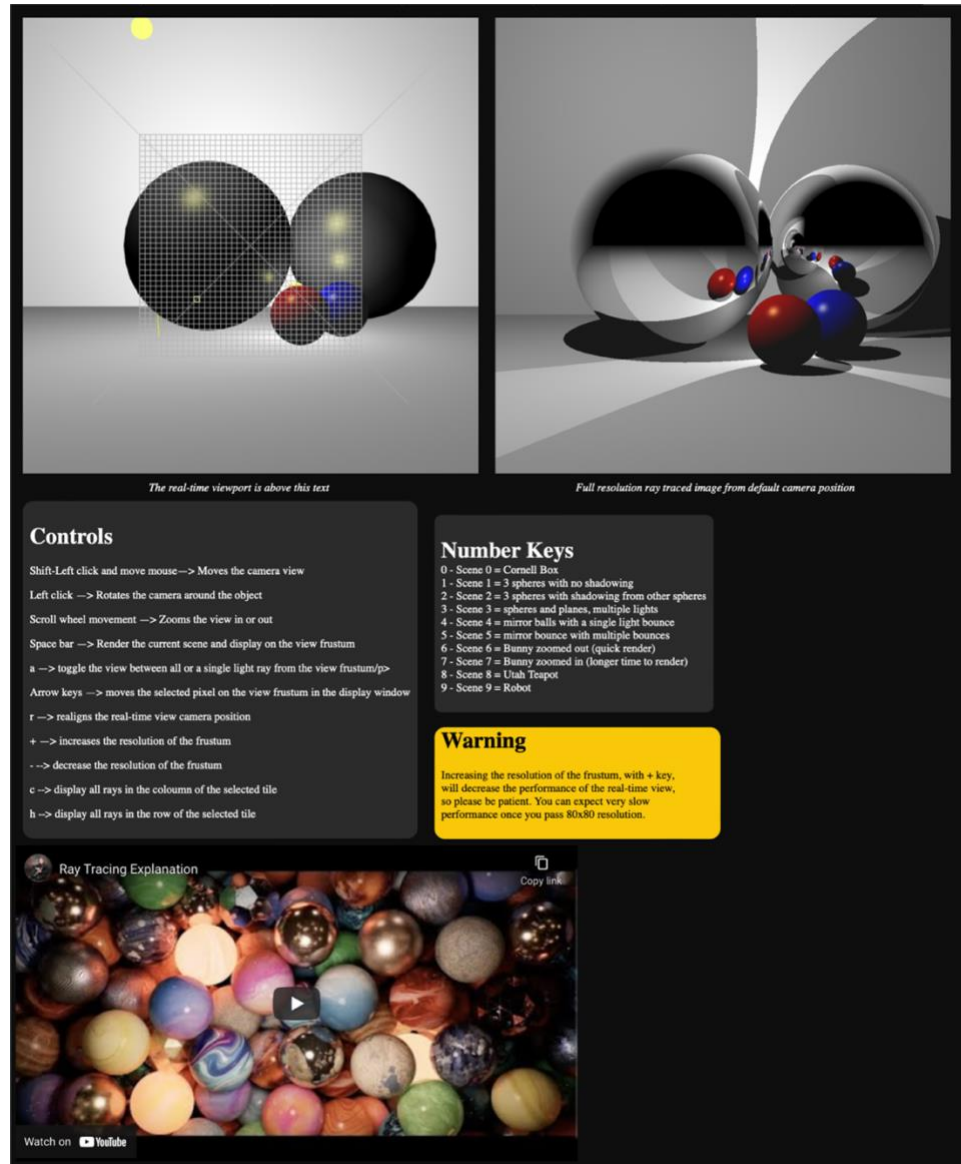 The real-time viewport is above this text
Full resolution ray traced image from default camera position
Controls
Shift-Left click and move mouse—> Moves the camera view
Left click —> Rotates the camera around the object
Scroll wheel movement —> Zooms the view in or out
Space bar —> Render the current scene and display on the view frustum
a —> toggle the view between all or a single light ray from the view frustum/p>
Arrow keys —> moves the selected pixel on the view frustum in the display window
r —> realigns the real-time view camera position
+ —> increases the resolution of the frustum
- —> decrease the resolution of the frustum
c —> display all rays in the coloumn of the selected tile
h —> display all rays in the row of the selected tile
Number Keys
0 - Scene 0 = Cornell Box
1 - Scene 1 = 3 spheres with no shadowing
2 - Scene 2 = 3 spheres with shadowing from other spheres
3 - Scene 3 = spheres and planes, multiple lights
4 - Scene 4 = mirror balls with a single light bounce
5 - Scene 5 = mirror bounce with multiple bounces
6 - Scene 6 = Bunny zoomed out (quick render)
7 - Scene 7 = Bunny zoomed in (longer time to render)
8 - Scene 8 = Utah Teapot
9 - Scene 9 = Robot
Warning
Increasing the resolution of the frustum, with + key,
will decrease the performance of the real-time view,
so please be patient. You can expect very slow
performance once you pass 80x80 resolution.
Ray Tracing Explanation
Copy link
Watch on YouTube